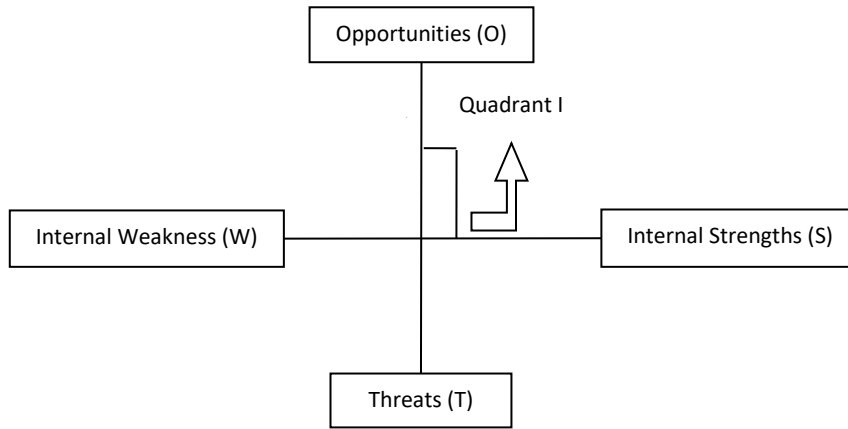 Opportunities (O)
Quadrant I
Internal Weakness (W)
Internal Strengths (S)
Threats (T)